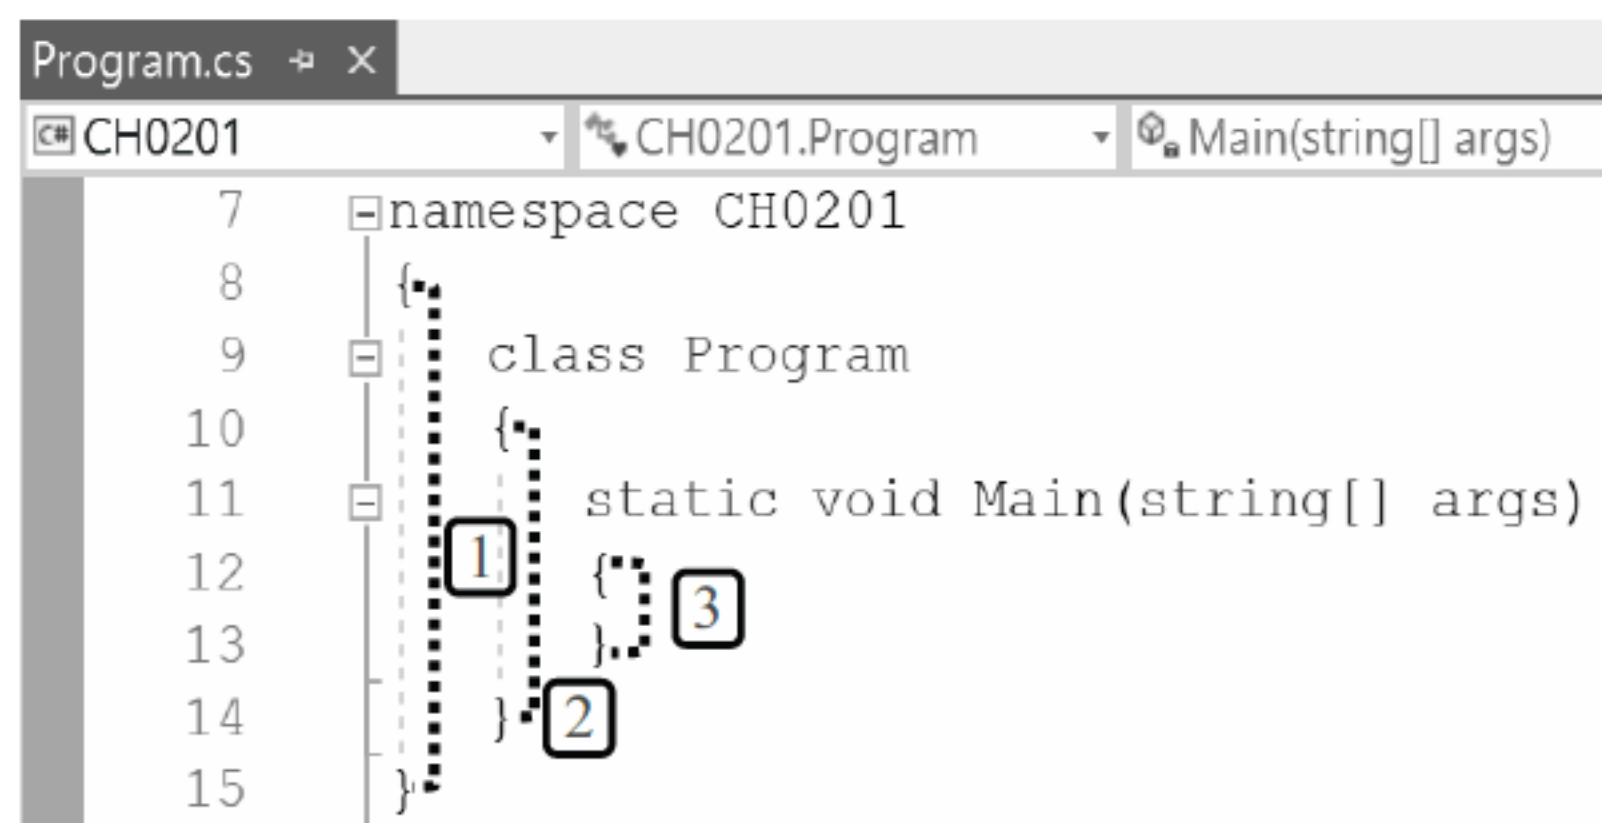 Program.cs
C# CH0201 CH0201.Program Main(string[] args)
7 namespace CH0201
8 {
9 class Program
10 {
11 static void Main(string[] args)
1
12 {
3
13 }
14 } 2
15 }